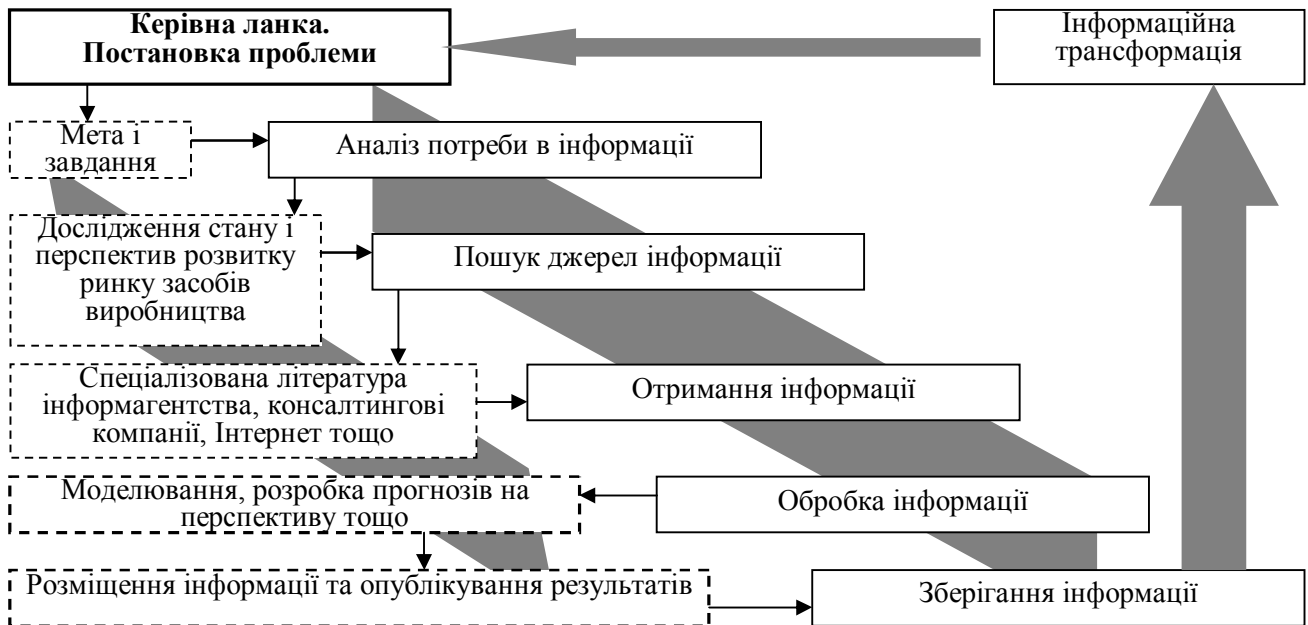 Керівна ланка.
Постановка проблеми
Інформаційна
трансформація
Мета і
завдання
Аналіз потреби в інформації
Дослідження стану і
перспектив розвитку
ринку засобів
виробництва
Пошук джерел інформації
Спеціалізована література
інформагентства, консалтингові
компанії, Інтернет тощо
Отримання інформації
Моделювання, розробка прогнозів на
перспективу тощо
Обробка інформації
Розміщення інформації та опублікування результатів
Зберігання інформації